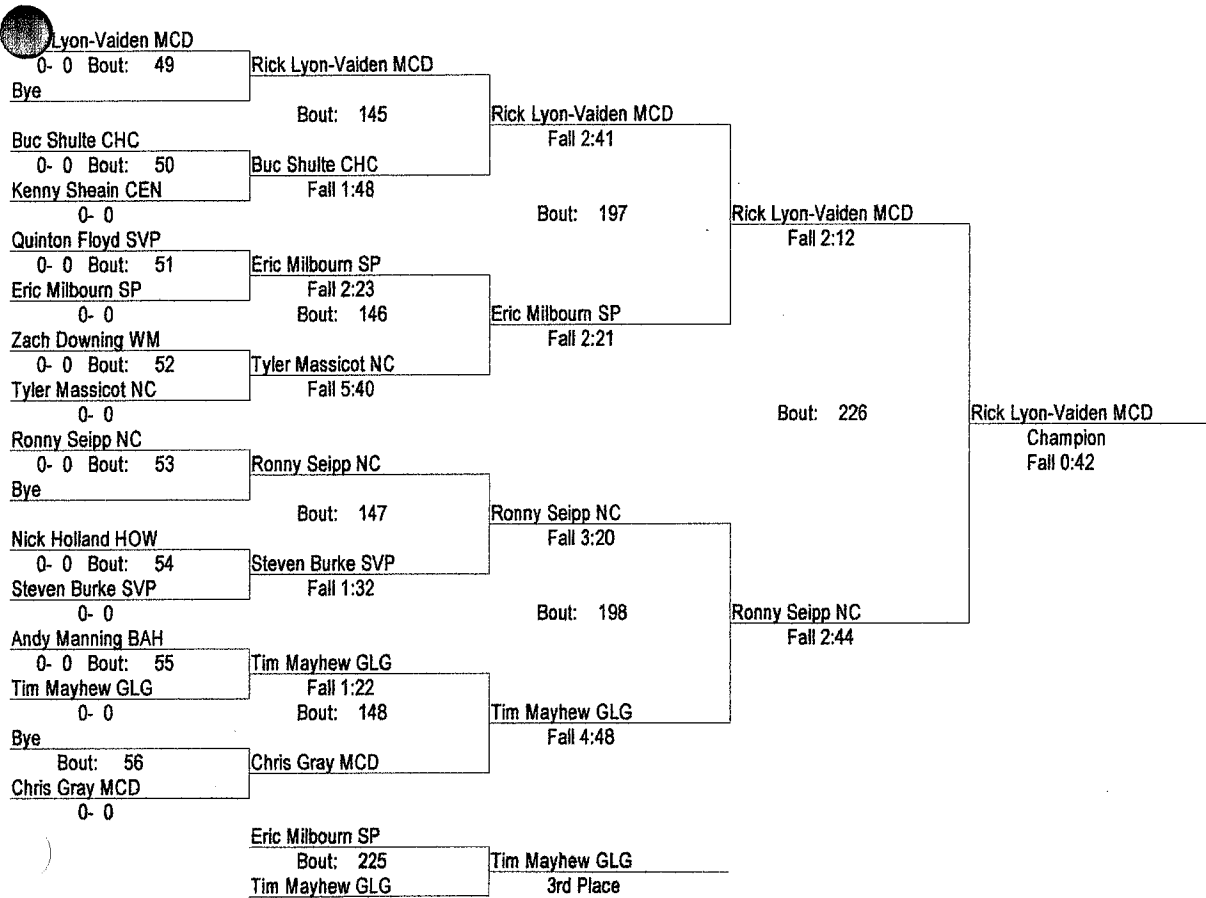 Lyon-Vaiden MCD
0- 0 Bout: 49
Bye
Rick Lyon-Vaiden MCD
Bout: 145
Buc Shulte CHC
0- 0 Bout: 50
Kenny Sheain CEN
0- 0
Buc Shulte CHC
Fall 1:48
Rick Lyon-Vaiden MCD
Fall 2:41
Bout: 197
Quinton Floyd SVP
0- 0 Bout: 51
Eric Milbourn SP
0- 0
Eric Milbourn SP
Fall 2:23
Bout: 146
Zach Downing WM
0- 0 Bout: 52
Tyler Massicot NC
0- 0
Tyler Massicot NC
Fall 5:40
Eric Milbourn SP
Fall 2:21
Rick Lyon-Vaiden MCD
Fall 2:12
Bout: 226
Ronny Seipp NC
0- 0 Bout: 53
Bye
Ronny Seipp NC
Bout: 147
Nick Holland HOW
0- 0 Bout: 54
Steven Burke SVP
0- 0
Steven Burke SVP
Fall 1:32
Ronny Seipp NC
Fall 3:20
Bout: 198
Andy Manning BAH
0- 0 Bout: 55
Tim Mayhew GLG
0- 0
Tim Mayhew GLG
Fall 1:22
Bout: 148
Bye
Bout: 56
Chris Gray MCD
0- 0
Chris Gray MCD
Tim Mayhew GLG
Fall 4:48
Ronny Seipp NC
Fall 2:44
Rick Lyon-Vaiden MCD
Champion
Fall 0:42
Eric Milbourn SP
Bout: 225
Tim Mayhew GLG
Tim Mayhew GLG
3rd Place